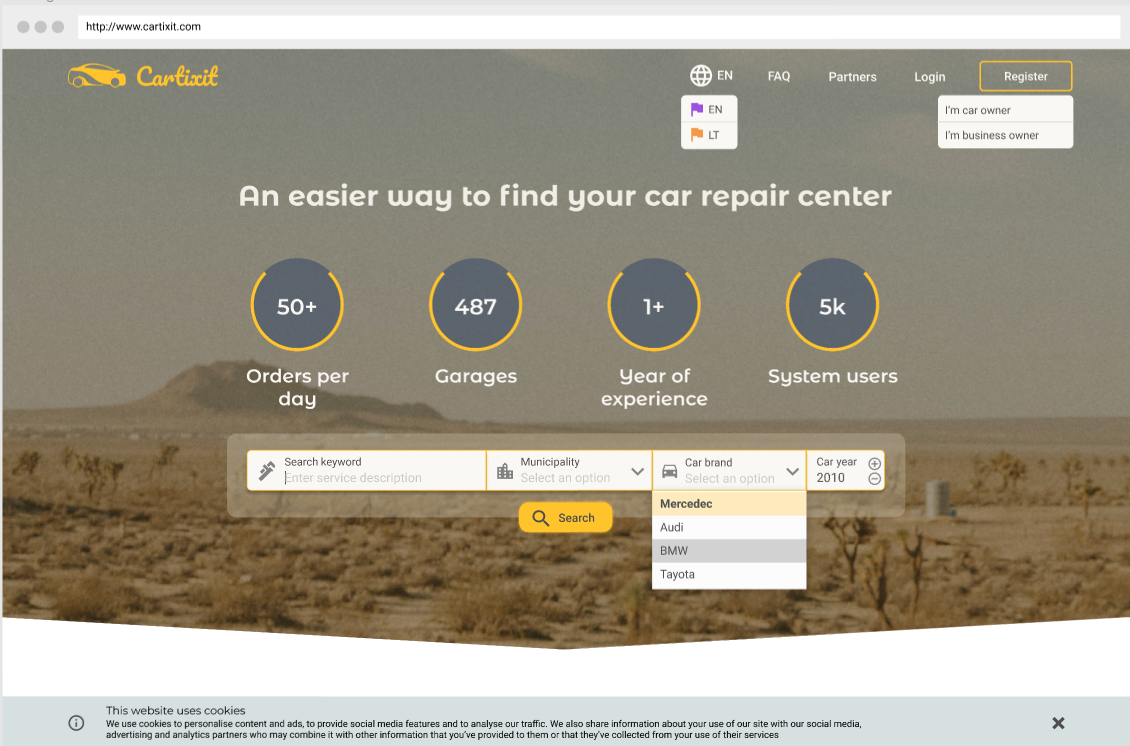 http://www.cartixit.com
Cartixit
EN
FAQ
Partners
Login
Register
EN
LT
I'm car owner
I'm business owner
An easier way to find your car repair center
50+
487
1+
5k
Orders per
day
Garages
Year of
experience
System users
Search keyword
Enter service description
Municipality
Select an option
Car brand
Select an option
Car year
2010
Mercedec
Audi
BMW
Tayota
Search
This website uses cookies
We use cookies to personalise content and ads, to provide social media features and to analyse our traffic. We also share information about your use of our site with our social media,
advertising and analytics partners who may combine it with other information that you've provided to them or that they've collected from your use of their services